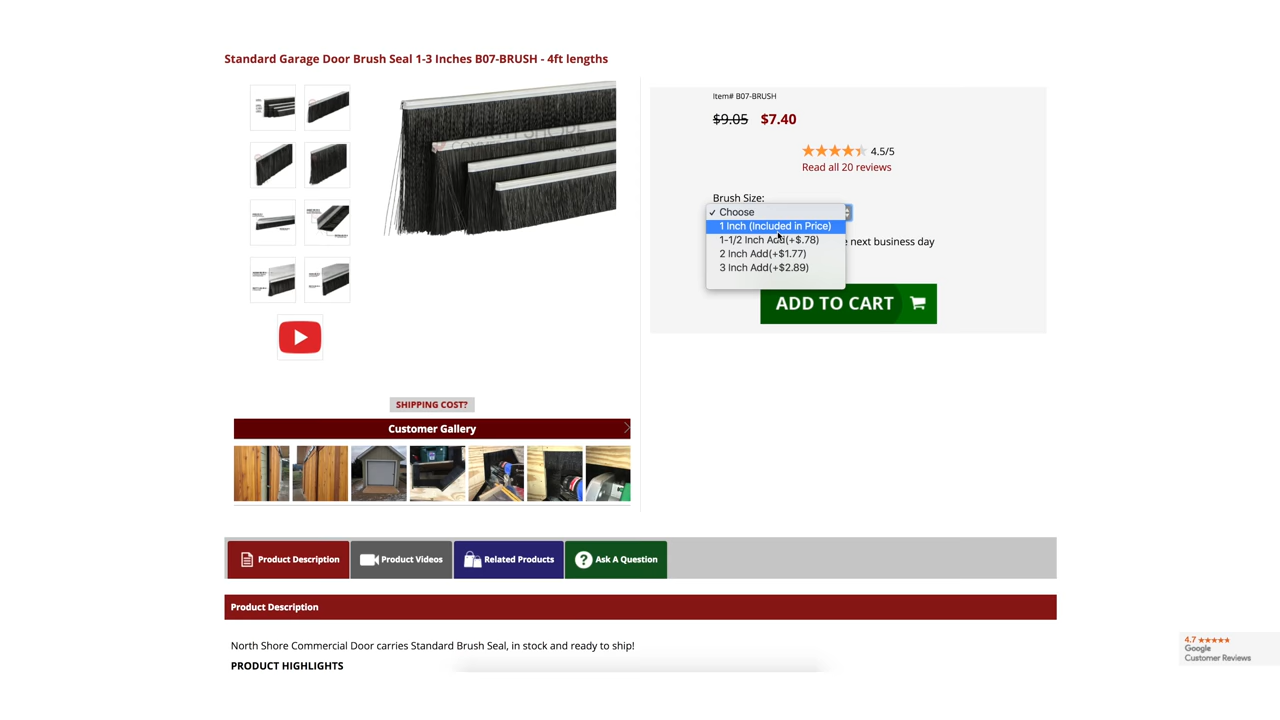 Standard Garage Door Brush Seal 1-3 Inches B07-BRUSH - 4ft lengths
Item# B07-BRUSH
$9.05 $7.40
4.5/5
Read all 20 reviews
Brush Size:
✓ Choose
1 Inch (Included in Price)
1-1/2 Inch Add(+$.78)
2 Inch Add(+$1.77)
3 Inch Add(+$2.89)
next business day
ADD TO CART
NORTH SHORE
SHIPPING COST?
Customer Gallery
Product Description
Product Videos
Related Products
Ask A Question
Product Description
North Shore Commercial Door carries Standard Brush Seal, in stock and ready to ship!
PRODUCT HIGHLIGHTS
4.7
Google
Customer Reviews